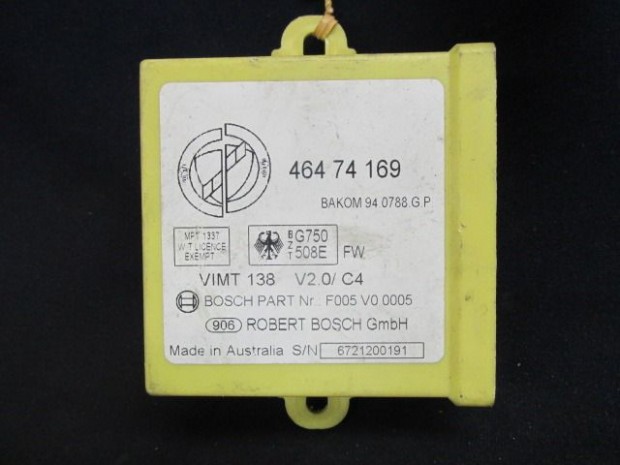 464 74 169
BAKOM 94 0788 G P
MPT 1337
W T LICENCE
EXEMPT
B Z T
G750
508E
FW
VIMT 138 V2.0/ C4
BOSCH PART Nr. F005 V0 0005
906 ROBERT BOSCH GmbH
Made in Australia S/N 6721200191